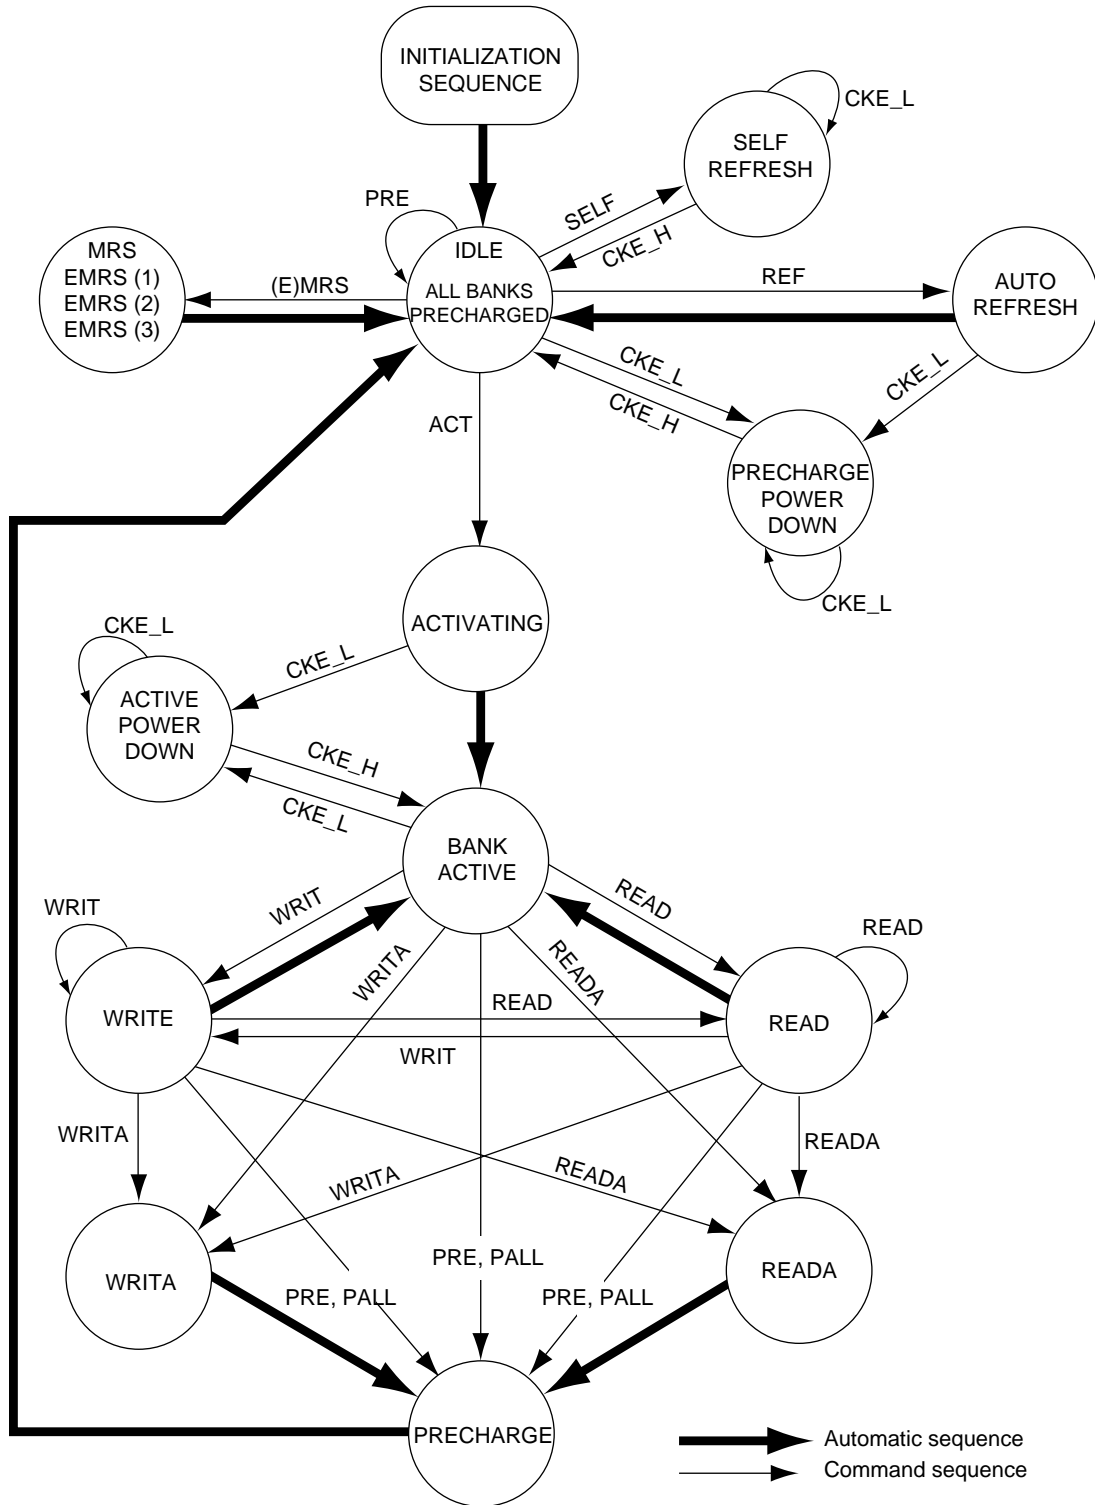 INITIALIZATION
SEQUENCE
CKE_L
SELF
REFRESH
PRE
SELF
CKE_H
IDLE
ALL BANKS
PRECHARGED
MRS
EMRS (1)
EMRS (2)
EMRS (3)
(E)MRS
REF
AUTO
REFRESH
CKE_L
CKE_H
CKE_L
ACT
PRECHARGE
POWER
DOWN
CKE_L
ACTIVATING
CKE_L
CKE_L
ACTIVE
POWER
DOWN
CKE_H
CKE_L
BANK
ACTIVE
WRIT
WRIT
READ
READ
WRITA
READA
WRITE
READ
WRIT
READ
WRITA
READA
WRITA
READA
WRITA
PRE, PALL
PRE, PALL
PRE, PALL
READA
PRECHARGE
Automatic sequence
Command sequence